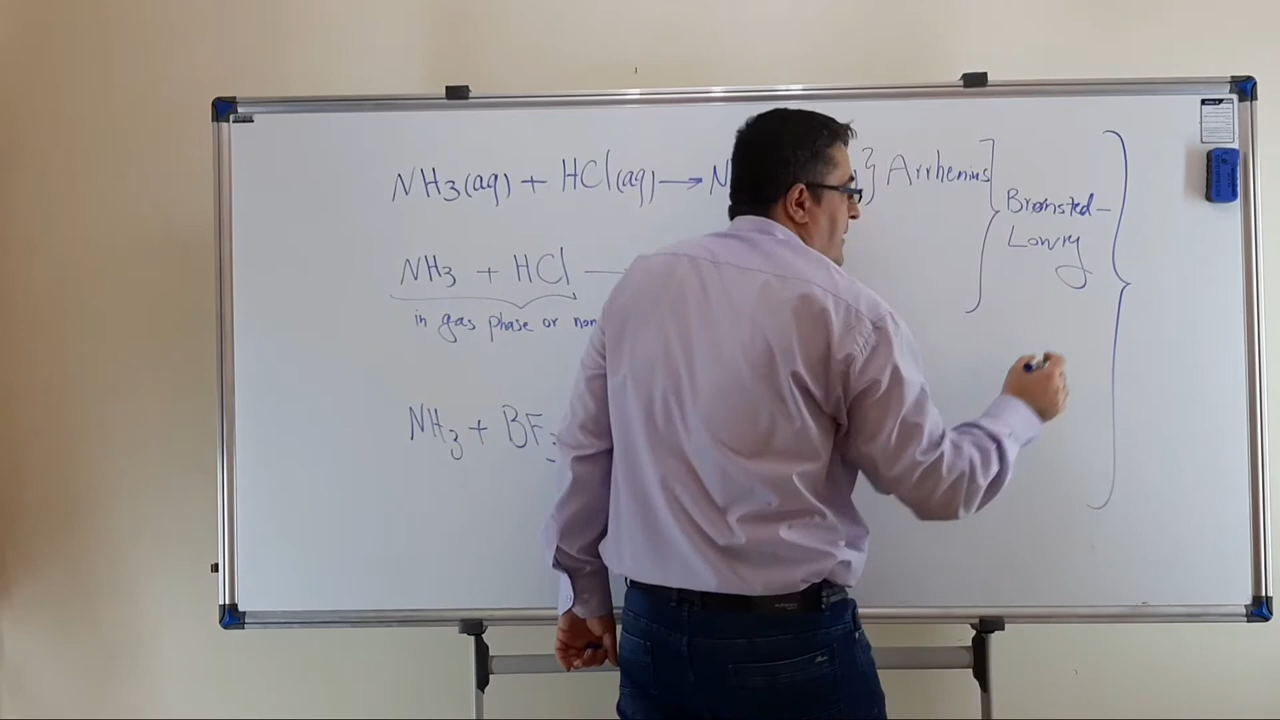 NH3(aq) + HCl(aq) → N } Arrhenius
Brønsted-
Lowry
NH3 + HCl —
in gas phase or non
NH3 + BF3